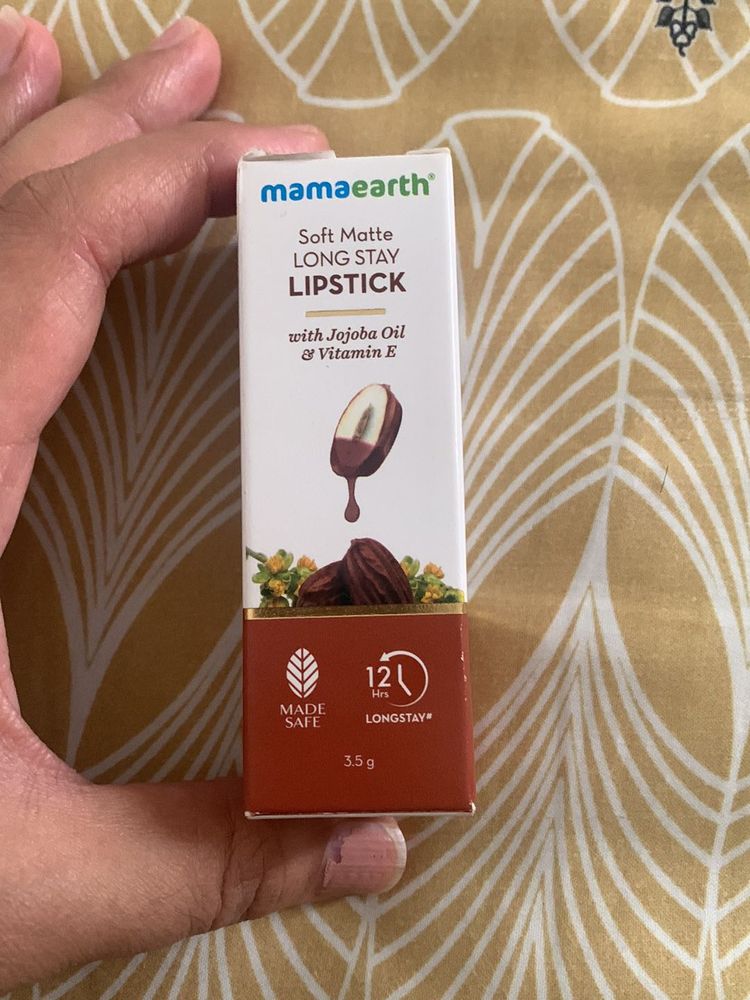 mamaearth®
Soft Matte
LONG STAY
LIPSTICK
with Jojoba Oil
& Vitamin E
MADE
SAFE
12
Hrs
LONGSTAY#
3.5 g